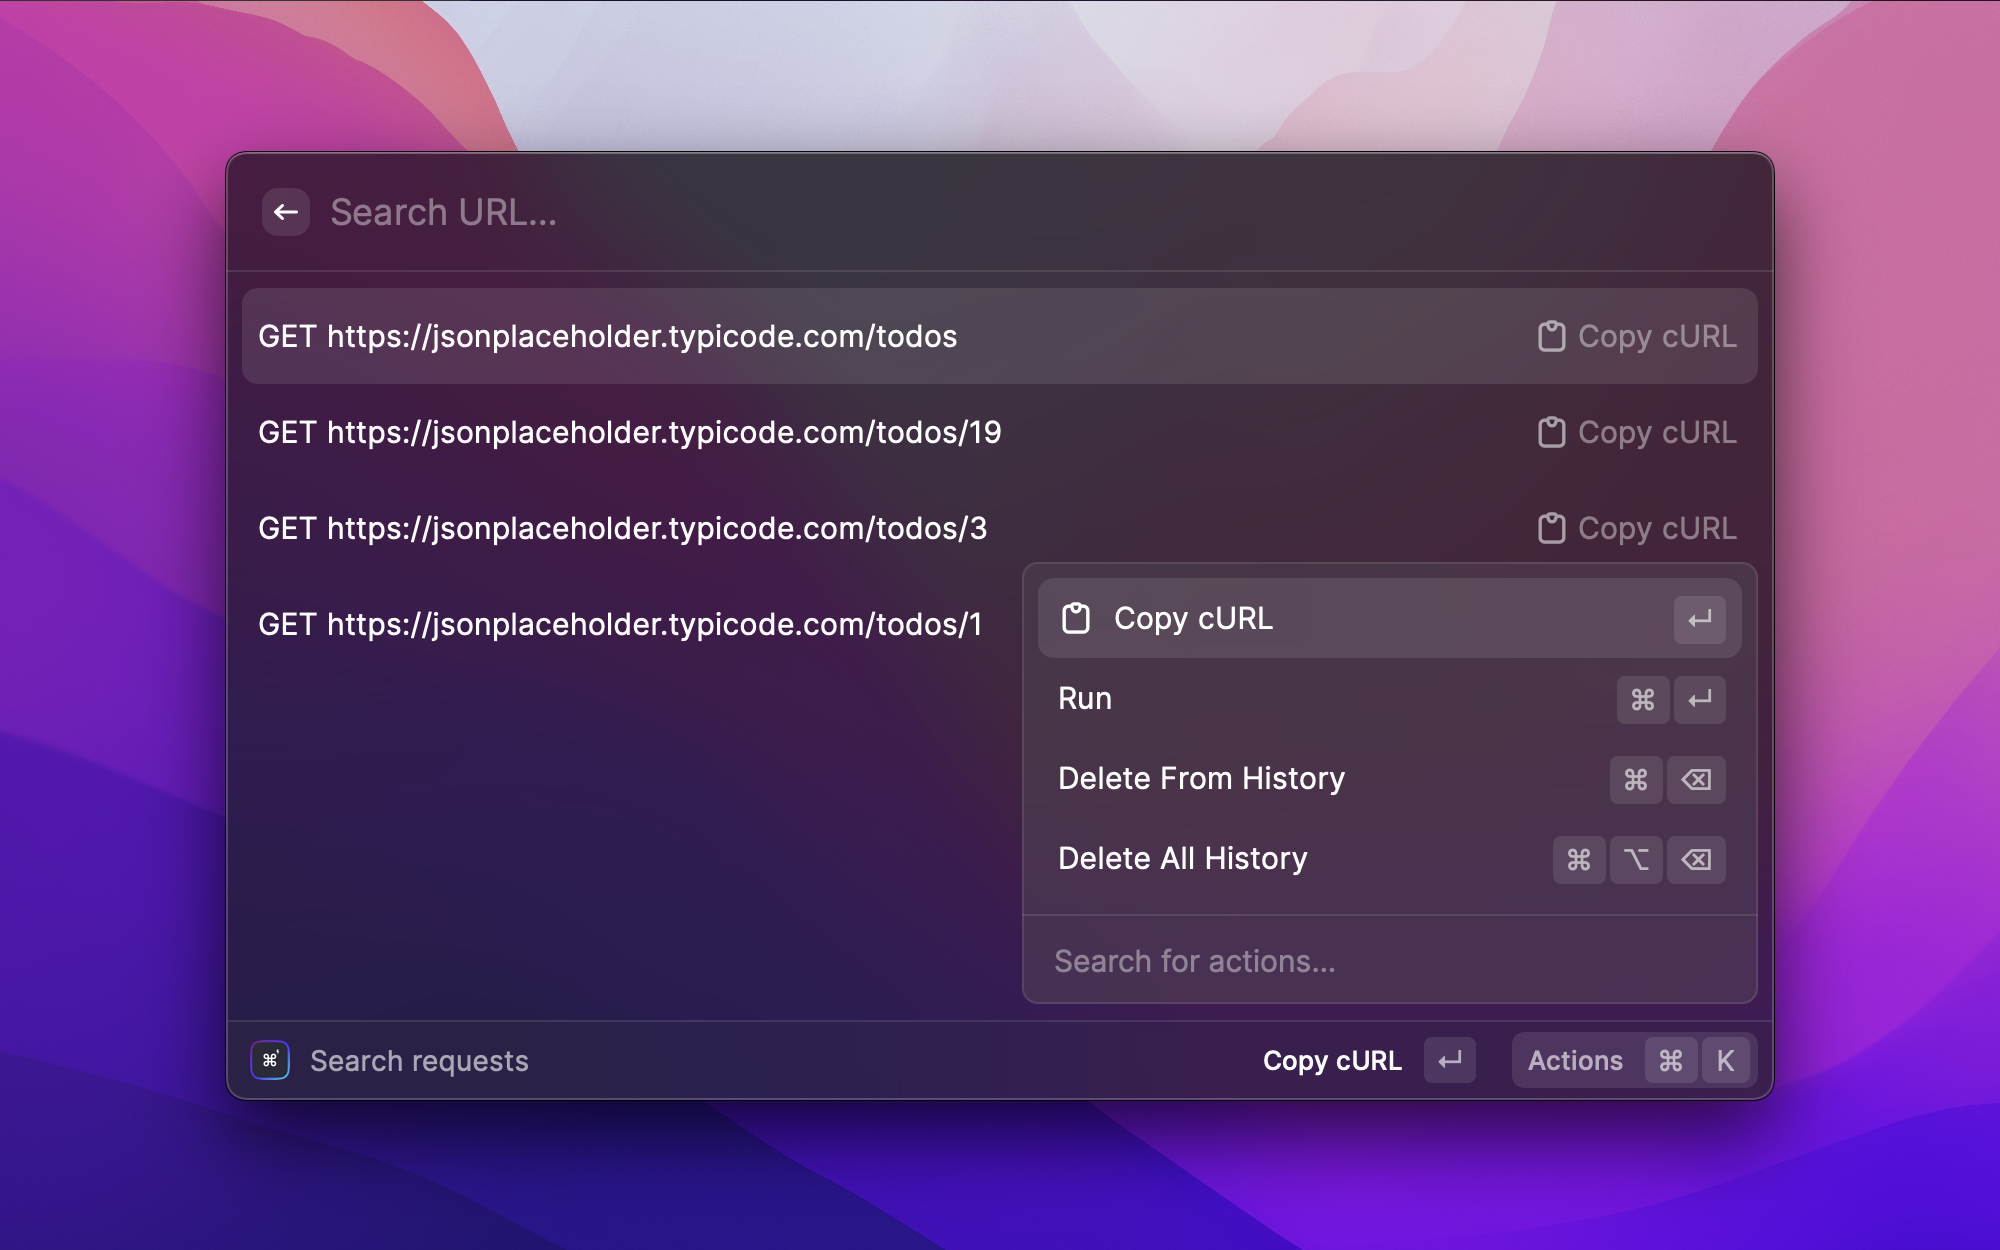 Search URL...
GET https://jsonplaceholder.typicode.com/todos Copy cURL
GET https://jsonplaceholder.typicode.com/todos/19 Copy cURL
GET https://jsonplaceholder.typicode.com/todos/3 Copy cURL
GET https://jsonplaceholder.typicode.com/todos/1
Copy cURL ↵
Run ⌘ ↵
Delete From History ⌘ ⌫
Delete All History ⌘ ⌥ ⌫
Search for actions...
Search requests Copy cURL ↵ Actions ⌘ K